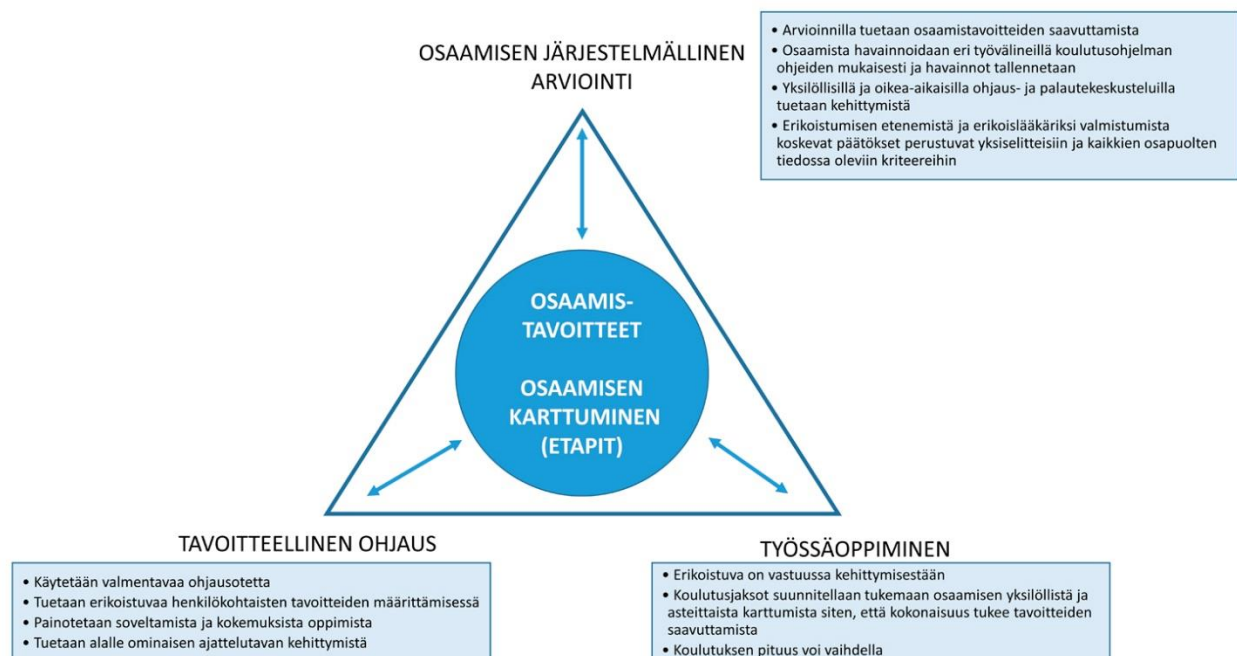 OSAAMISEN JÄRJESTELMÄLLINEN
ARVIOINTI
• Arvioinnilla tuetaan osaamistavoitteiden saavuttamista
• Osaamista havainnoidaan eri työvälineillä koulutusohjelman
ohjeiden mukaisesti ja havainnot tallennetaan
• Yksilöllisillä ja oikea-aikaisilla ohjaus- ja palautekeskusteluilla
tuetaan kehittymistä
• Erikoistumisen etenemistä ja erikoislääkäriksi valmistumista
koskevat päätökset perustuvat yksiselitteisiin ja kaikkien osapuolten
tiedossa oleviin kriteereihin
OSAAMIS-
TAVOITTEET
OSAAMISEN
KARTTUMINEN
(ETAPIT)
TAVOITTEELLINEN OHJAUS
• Käytetään valmentavaa ohjausotetta
• Tuetaan erikoistuvaa henkilökohtaisten tavoitteiden määrittämisessä
• Painotetaan soveltamista ja kokemuksista oppimista
• Tuetaan alalle ominaisen ajattelutavan kehittymistä
TYÖSSÄOPPIMINEN
• Erikoistuva on vastuussa kehittymisestään
• Koulutusjaksot suunnitellaan tukemaan osaamisen yksilöllistä ja
asteittaista karttumista siten, että kokonaisuus tukee tavoitteiden
saavuttamista
• Koulutuksen pituus voi vaihdella